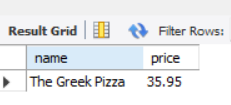 Result Grid Filter Rows:
name price
The Greek Pizza 35.95